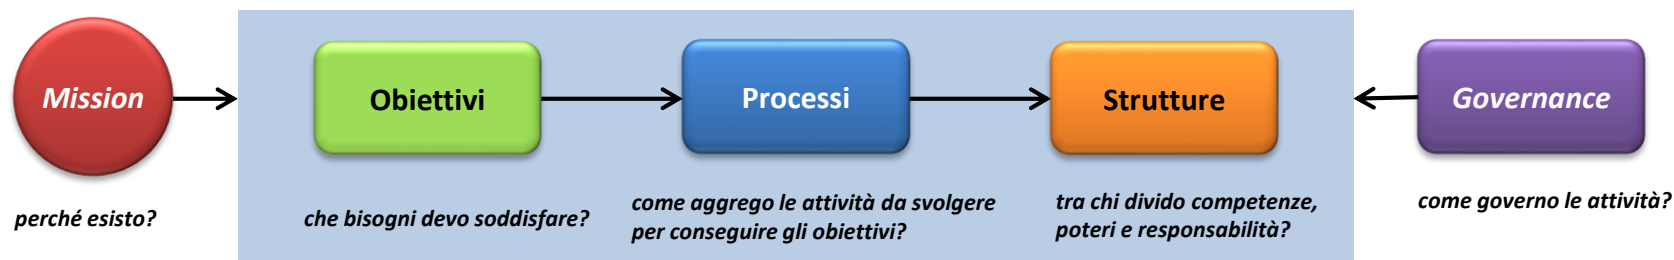 Mission
Obiettivi
Processi
Strutture
Governance
perché esisto?
che bisogni devo soddisfare?
come aggrego le attività da svolgere
per conseguire gli obiettivi?
tra chi divido competenze,
poteri e responsabilità?
come governo le attività?